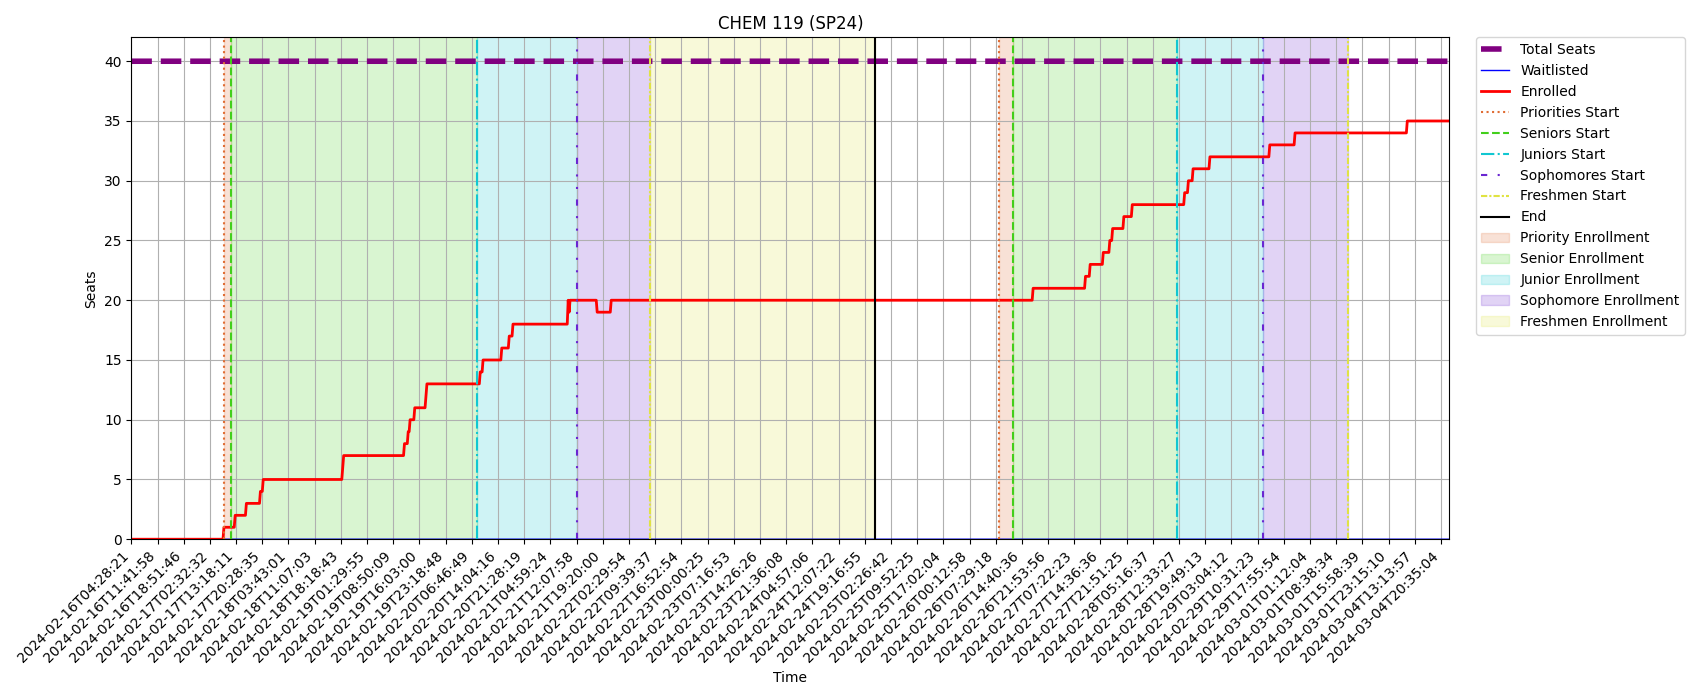 CHEM 119 (SP24)
Seats
40
35
30
25
20
15
10
5
0
2024-02-16T04:28:21
2024-02-16T11:41:58
2024-02-16T18:51:46
2024-02-17T02:32:32
2024-02-17T13:18:11
2024-02-17T20:28:35
2024-02-18T03:43:01
2024-02-18T11:07:03
2024-02-18T18:18:43
2024-02-19T01:29:55
2024-02-19T08:50:09
2024-02-19T16:03:00
2024-02-19T23:18:48
2024-02-20T06:46:49
2024-02-20T14:04:16
2024-02-20T21:28:19
2024-02-21T04:59:24
2024-02-21T12:07:58
2024-02-21T19:20:00
2024-02-22T02:29:54
2024-02-22T09:39:37
2024-02-22T16:52:54
2024-02-23T00:00:25
2024-02-23T07:16:53
2024-02-23T14:26:26
2024-02-23T21:36:08
2024-02-24T04:57:06
2024-02-24T12:07:22
2024-02-24T19:16:55
2024-02-25T02:26:42
2024-02-25T09:52:25
2024-02-25T17:02:04
2024-02-26T00:12:58
2024-02-26T07:29:18
2024-02-26T14:40:36
2024-02-26T21:53:56
2024-02-27T07:22:23
2024-02-27T14:36:36
2024-02-27T21:51:25
2024-02-28T05:16:37
2024-02-28T12:33:27
2024-02-28T19:49:13
2024-02-29T03:04:12
2024-02-29T10:31:23
2024-02-29T17:55:54
2024-03-01T01:12:04
2024-03-01T08:38:34
2024-03-01T15:58:39
2024-03-01T23:15:10
2024-03-04T13:13:57
2024-03-04T20:35:04
Time
Total Seats
Waitlisted
Enrolled
Priorities Start
Seniors Start
Juniors Start
Sophomores Start
Freshmen Start
End
Priority Enrollment
Senior Enrollment
Junior Enrollment
Sophomore Enrollment
Freshmen Enrollment